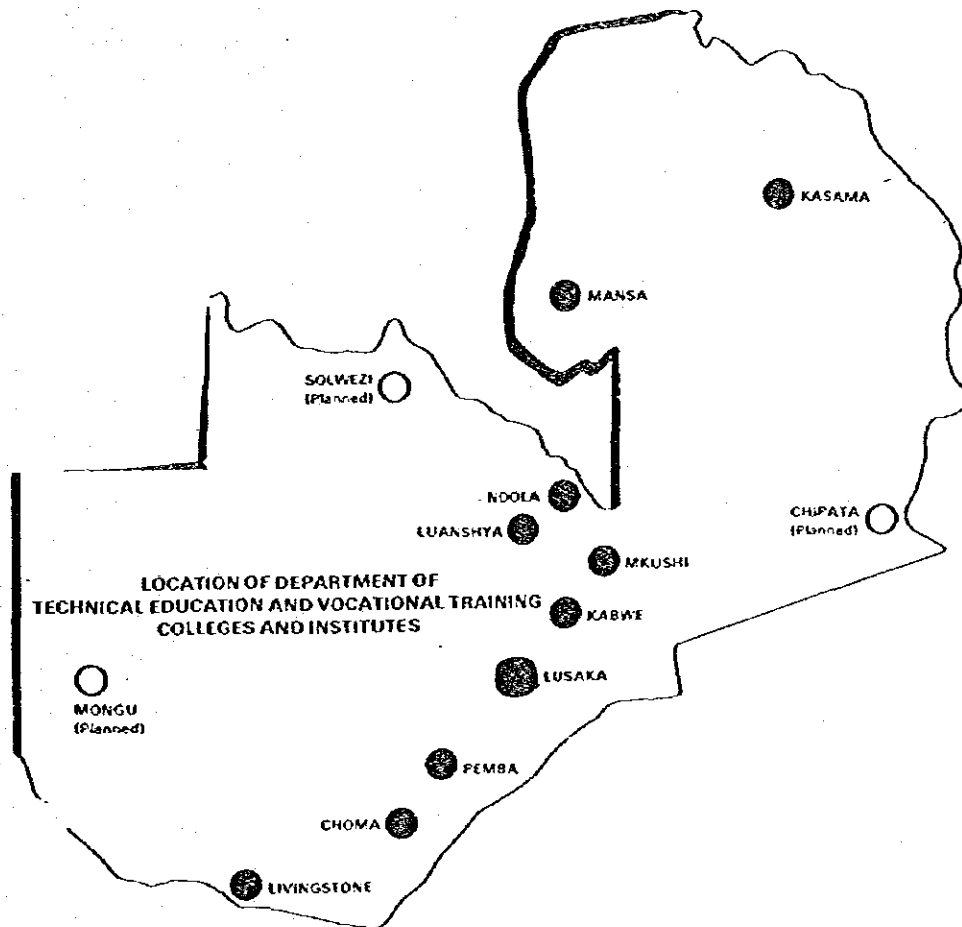 KASAMA
MANSA
SOLWEZI
(Planned)
NDOLA
LUANSHYA
CHIPATA
(Planned)
MKUSHI
LOCATION OF DEPARTMENT OF
TECHNICAL EDUCATION AND VOCATIONAL TRAINING
COLLEGES AND INSTITUTES
KABWE
LUSAKA
MONGU
(Planned)
PEMBA
CHOMA
LIVINGSTONE